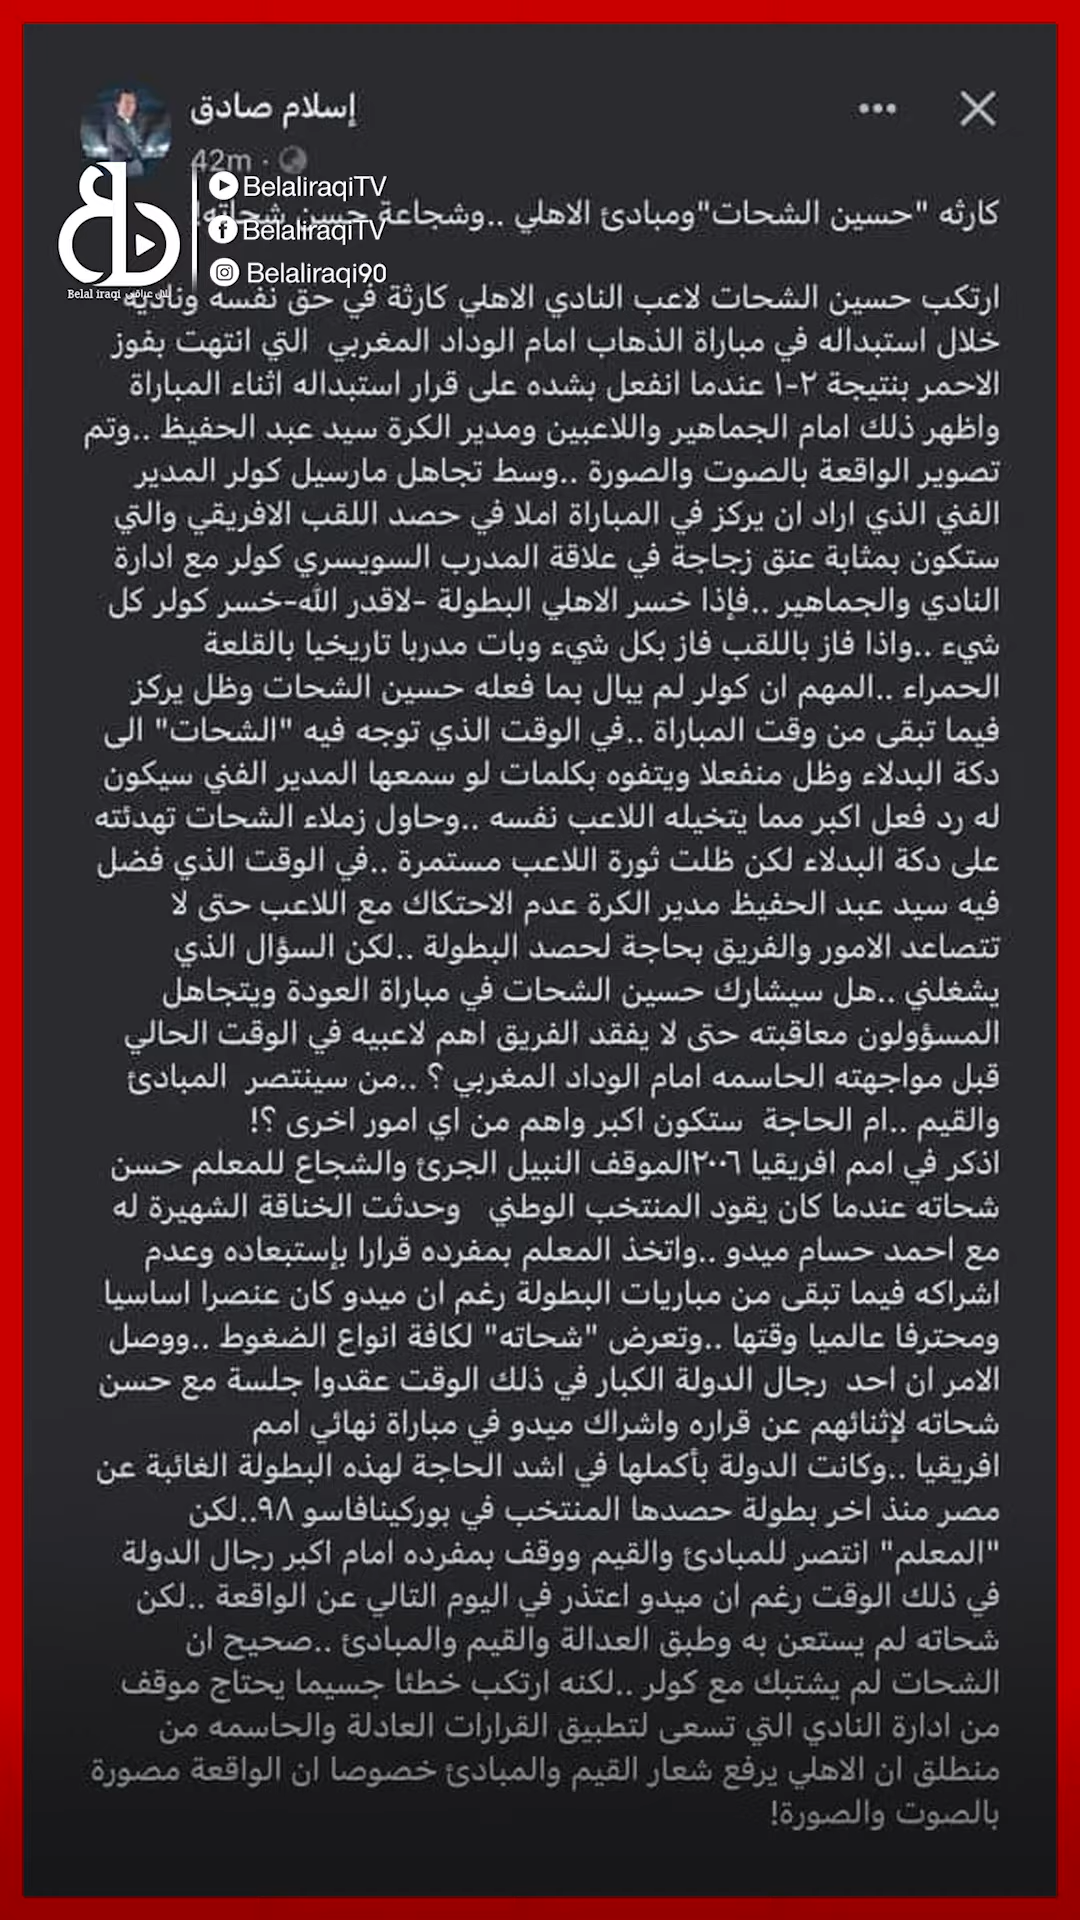 إسلام صادق
42m ·
BelaliraqiTV
BelaliraqiTV
Belaliraqi90
Belal iraqi بلال عراقي
كارثه "حسين الشحات"ومبادئ الاهلي ..وشجاعة حسن شحاته!
ارتكب حسين الشحات لاعب النادي الاهلي كارثة في حق نفسه وناديه
خلال استبداله في مباراة الذهاب امام الوداد المغربي التي انتهت بفوز
الاحمر بنتيجة ٢-١ عندما انفعل بشده على قرار استبداله اثناء المباراة
واظهر ذلك امام الجماهير واللاعبين ومدير الكرة سيد عبد الحفيظ ..وتم
تصوير الواقعة بالصوت والصورة ..وسط تجاهل مارسيل كولر المدير
الفني الذي اراد ان يركز في المباراة املا في حصد اللقب الافريقي والتي
ستكون بمثابة عنق زجاجة في علاقة المدرب السويسري كولر مع ادارة
النادي والجماهير ..فإذا خسر الاهلي البطولة -لاقدر الله-خسر كولر كل
شيء ..واذا فاز باللقب فاز بكل شيء وبات مدربا تاريخيا بالقلعة
الحمراء ..المهم ان كولر لم يبال بما فعله حسين الشحات وظل يركز
فيما تبقى من وقت المباراة ..في الوقت الذي توجه فيه "الشحات" الى
دكة البدلاء وظل منفعلا ويتفوه بكلمات لو سمعها المدير الفني سيكون
له رد فعل اكبر مما يتخيله اللاعب نفسه ..وحاول زملاء الشحات تهدئته
على دكة البدلاء لكن ظلت ثورة اللاعب مستمرة ..في الوقت الذي فضل
فيه سيد عبد الحفيظ مدير الكرة عدم الاحتكاك مع اللاعب حتى لا
تتصاعد الامور والفريق بحاجة لحصد البطولة ..لكن السؤال الذي
يشغلني ..هل سيشارك حسين الشحات في مباراة العودة ويتجاهل
المسؤولون معاقبته حتى لا يفقد الفريق اهم لاعبيه في الوقت الحالي
قبل مواجهته الحاسمه امام الوداد المغربي ؟ ..من سينتصر المبادئ
والقيم ..ام الحاجة ستكون اكبر واهم من اي امور اخرى ؟!
اذكر في امم افريقيا ٢٠٠٦الموقف النبيل الجرئ والشجاع للمعلم حسن
شحاته عندما كان يقود المنتخب الوطني وحدثت الخناقة الشهيرة له
مع احمد حسام ميدو ..واتخذ المعلم بمفرده قرارا بإستبعاده وعدم
اشراكه فيما تبقى من مباريات البطولة رغم ان ميدو كان عنصرا اساسيا
ومحترفا عالميا وقتها ..وتعرض "شحاته" لكافة انواع الضغوط ..ووصل
الامر ان احد رجال الدولة الكبار في ذلك الوقت عقدوا جلسة مع حسن
شحاته لإثنائهم عن قراره واشراك ميدو في مباراة نهائي امم
افريقيا ..وكانت الدولة بأكملها في اشد الحاجة لهذه البطولة الغائبة عن
مصر منذ اخر بطولة حصدها المنتخب في بوركينافاسو ٩٨..لكن
"المعلم" انتصر للمبادئ والقيم ووقف بمفرده امام اكبر رجال الدولة
في ذلك الوقت رغم ان ميدو اعتذر في اليوم التالي عن الواقعة ..لكن
شحاته لم يستعن به وطبق العدالة والقيم والمبادئ ..صحيح ان
الشحات لم يشتبك مع كولر ..لكنه ارتكب خطئا جسيما يحتاج موقف
من ادارة النادي التي تسعى لتطبيق القرارات العادلة والحاسمه من
منطلق ان الاهلي يرفع شعار القيم والمبادئ خصوصا ان الواقعة مصورة
بالصوت والصورة!